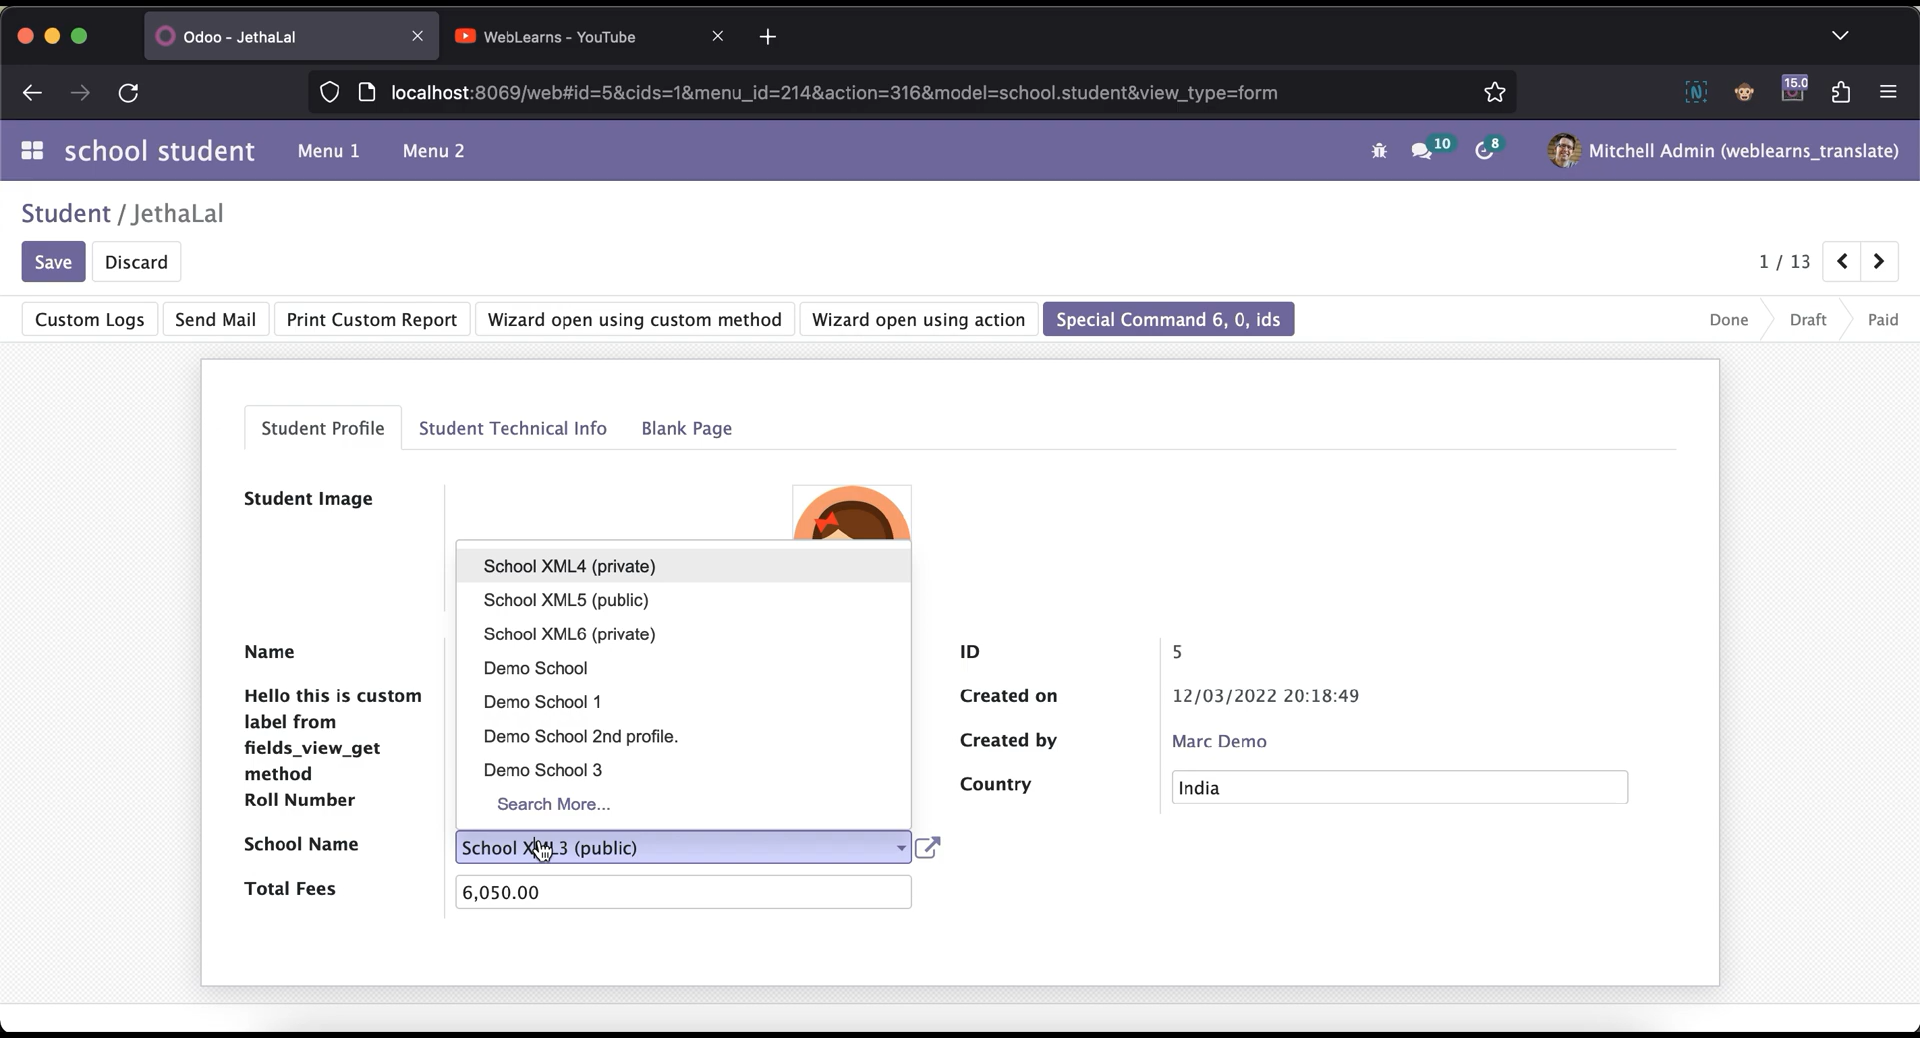 Odoo - JethaLal
WebLearns - YouTube
localhost:8069/web#id=5&cids=1&menu_id=214&action=316&model=school.student&view_type=form
15.0
school student
Menu 1
Menu 2
10
8
Mitchell Admin (weblearns_translate)
Student / JethaLal
Save
Discard
1 / 13
Custom Logs
Send Mail
Print Custom Report
Wizard open using custom method
Wizard open using action
Special Command 6, 0, ids
Done
Draft
Paid
Student Profile
Student Technical Info
Blank Page
Student Image
School XML4 (private)
School XML5 (public)
School XML6 (private)
Demo School
Demo School 1
Demo School 2nd profile.
Demo School 3
Search More...
Name
Hello this is custom
label from
fields_view_get
method
Roll Number
School Name
School XML3 (public)
Total Fees
6,050.00
ID
5
Created on
12/03/2022 20:18:49
Created by
Marc Demo
Country
India